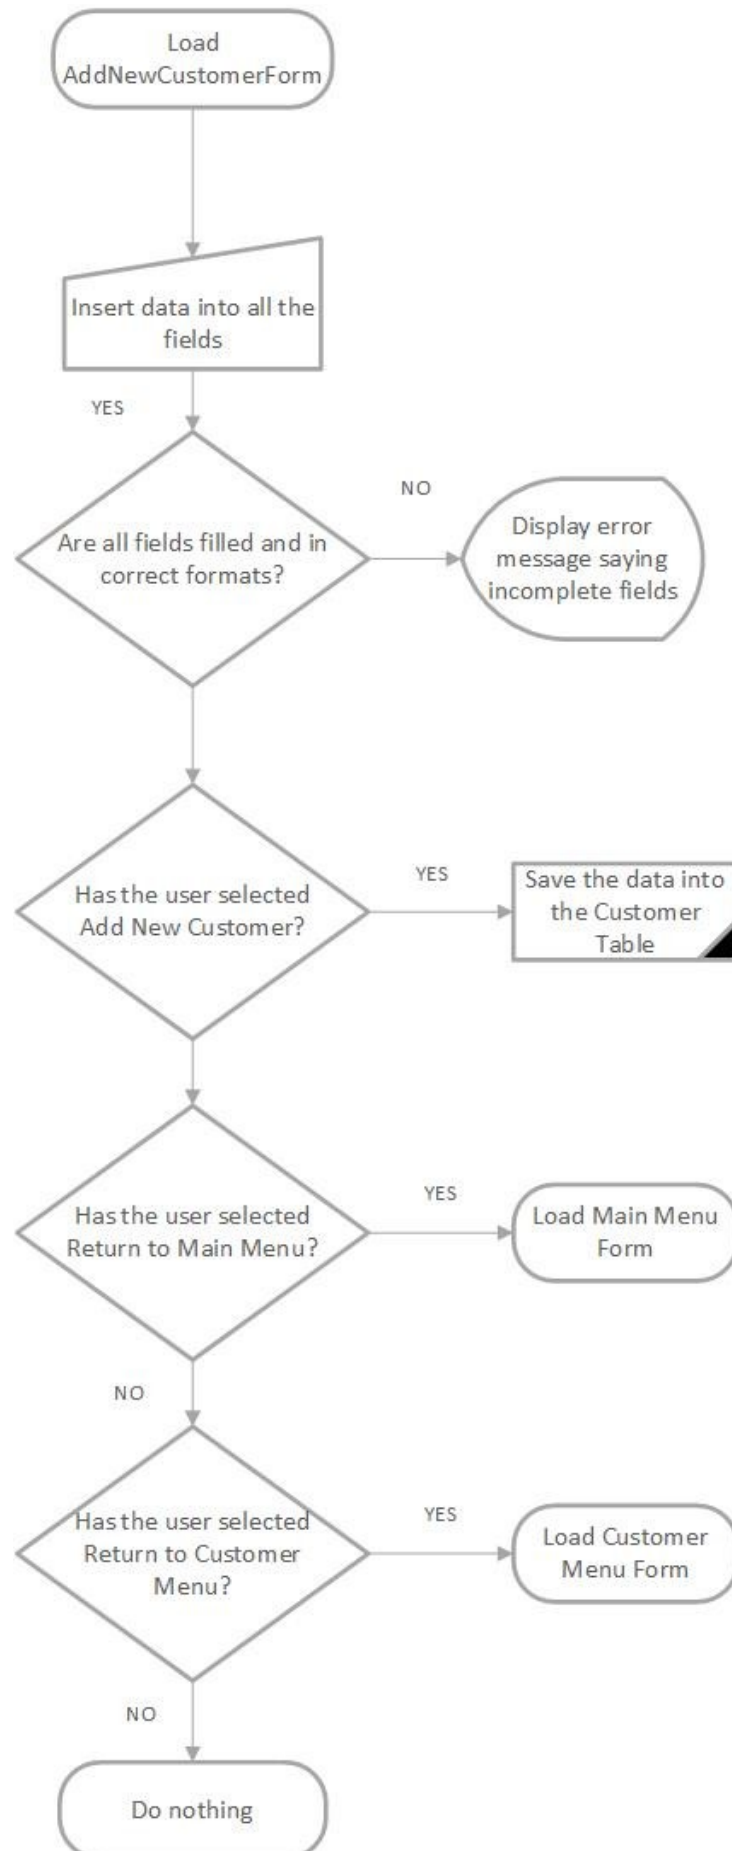 Load
AddNewCustomerForm
Insert data into all the
fields
YES
NO
Are all fields filled and in
correct formats?
Display error
message saying
incomplete fields
Has the user selected
Add New Customer?
YES
Save the data into
the Customer
Table
Has the user selected
Return to Main Menu?
YES
Load Main Menu
Form
NO
Has the user selected
Return to Customer
Menu?
YES
Load Customer
Menu Form
NO
Do nothing